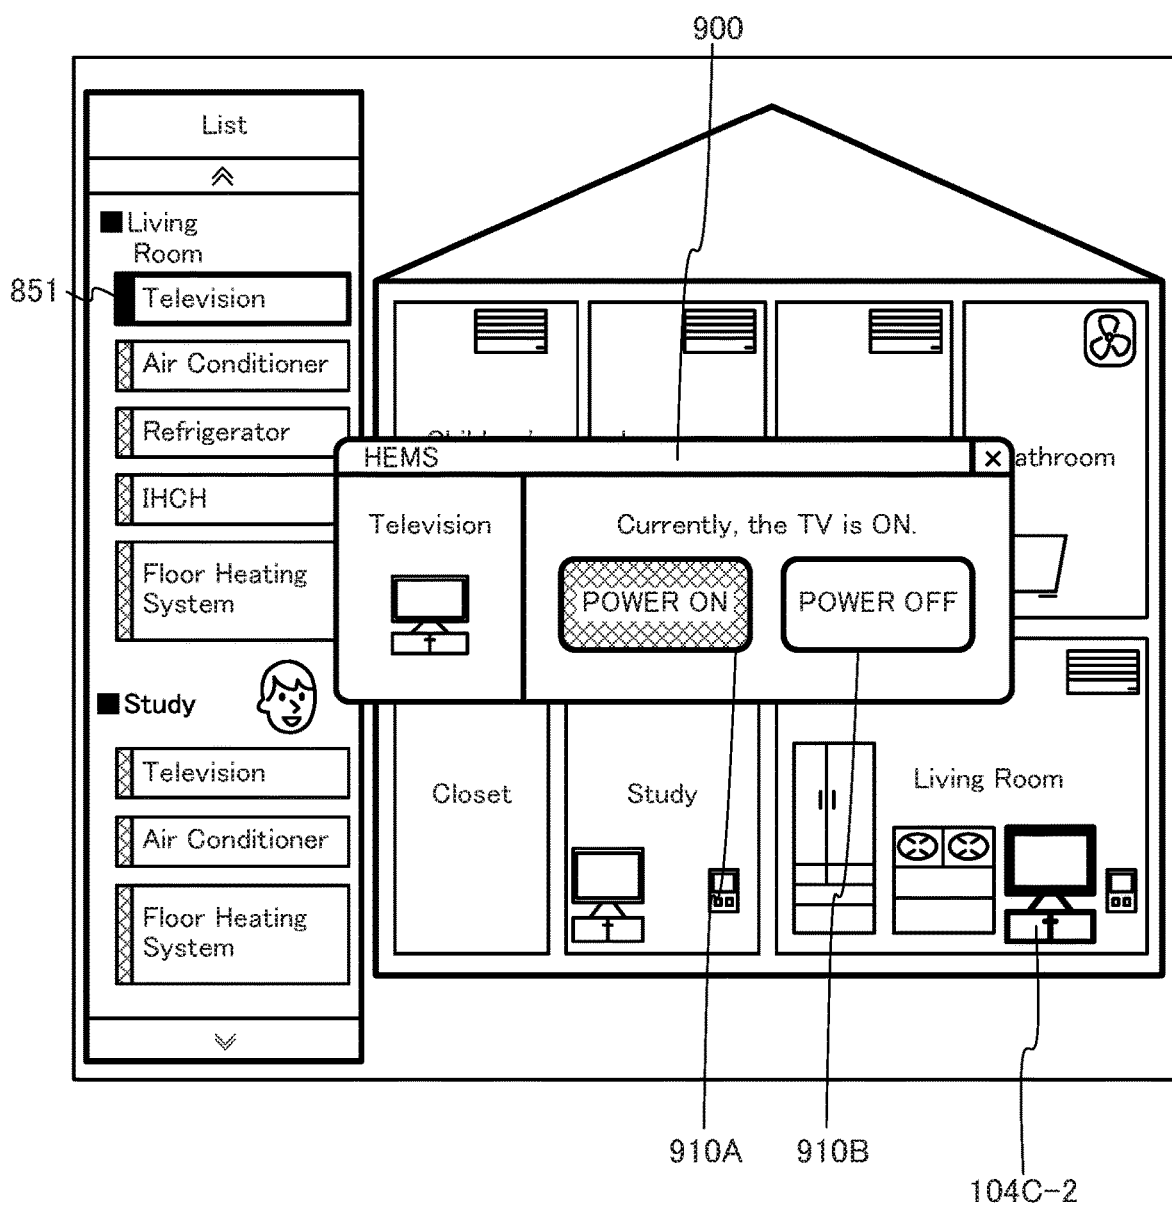 900
List
■Living
Room
851
Television
Air Conditioner
Refrigerator
IHCH
Floor Heating
System
■Study
Television
Air Conditioner
Floor Heating
System
HEMS
×
athroom
Television
Currently, the TV is ON.
POWER ON
POWER OFF
Closet
Study
Living Room
910A
910B
104C-2